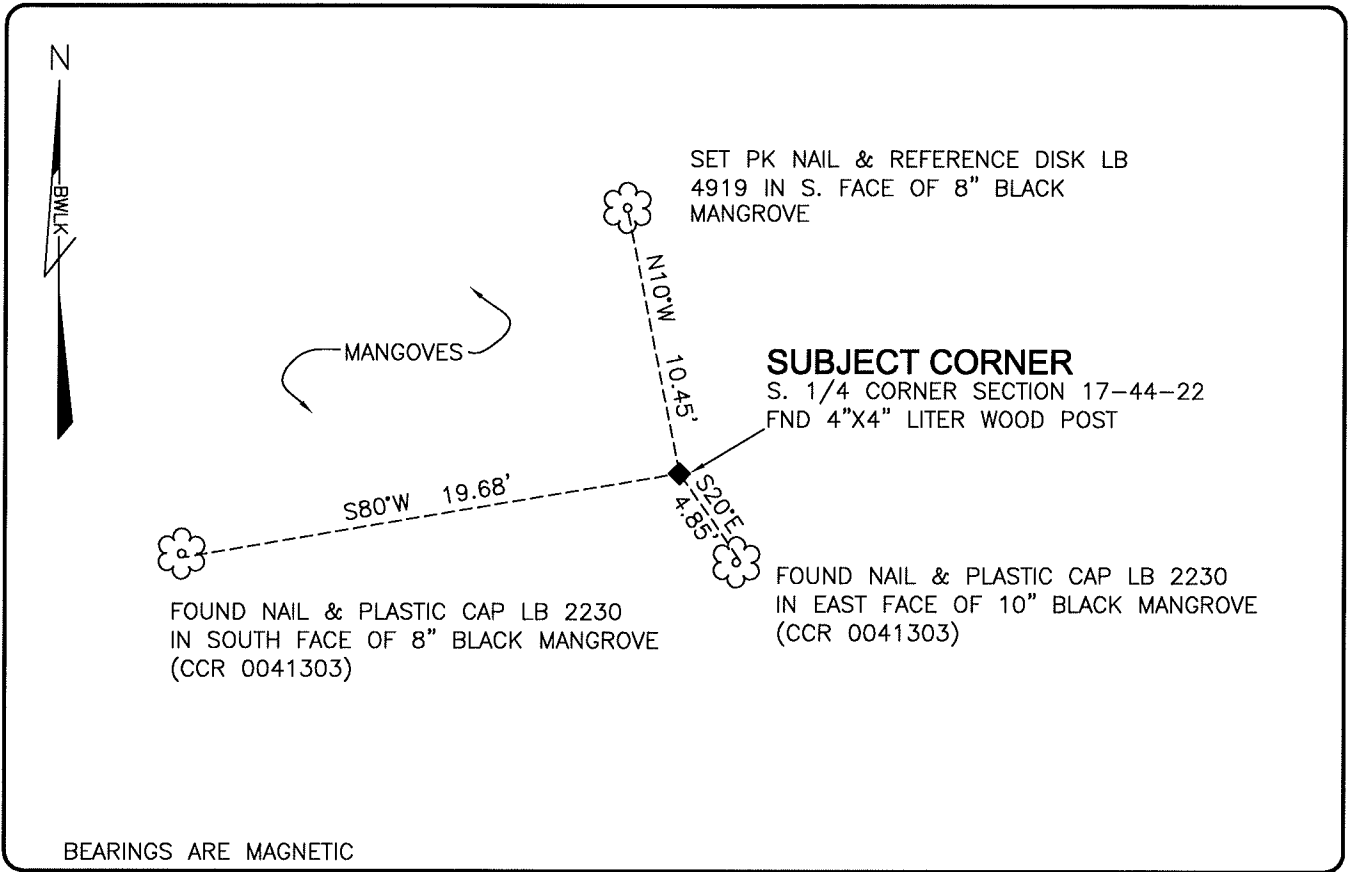 N
BWLK
SET PK NAIL & REFERENCE DISK LB
4919 IN S. FACE OF 8" BLACK
MANGROVE
N10°W 10.45'
MANGOVES
SUBJECT CORNER
S. 1/4 CORNER SECTION 17-44-22
FND 4"X4" LITER WOOD POST
S80°W 19.68'
S20°E
4.85'
FOUND NAIL & PLASTIC CAP LB 2230
IN EAST FACE OF 10" BLACK MANGROVE
(CCR 0041303)
FOUND NAIL & PLASTIC CAP LB 2230
IN SOUTH FACE OF 8" BLACK MANGROVE
(CCR 0041303)
BEARINGS ARE MAGNETIC